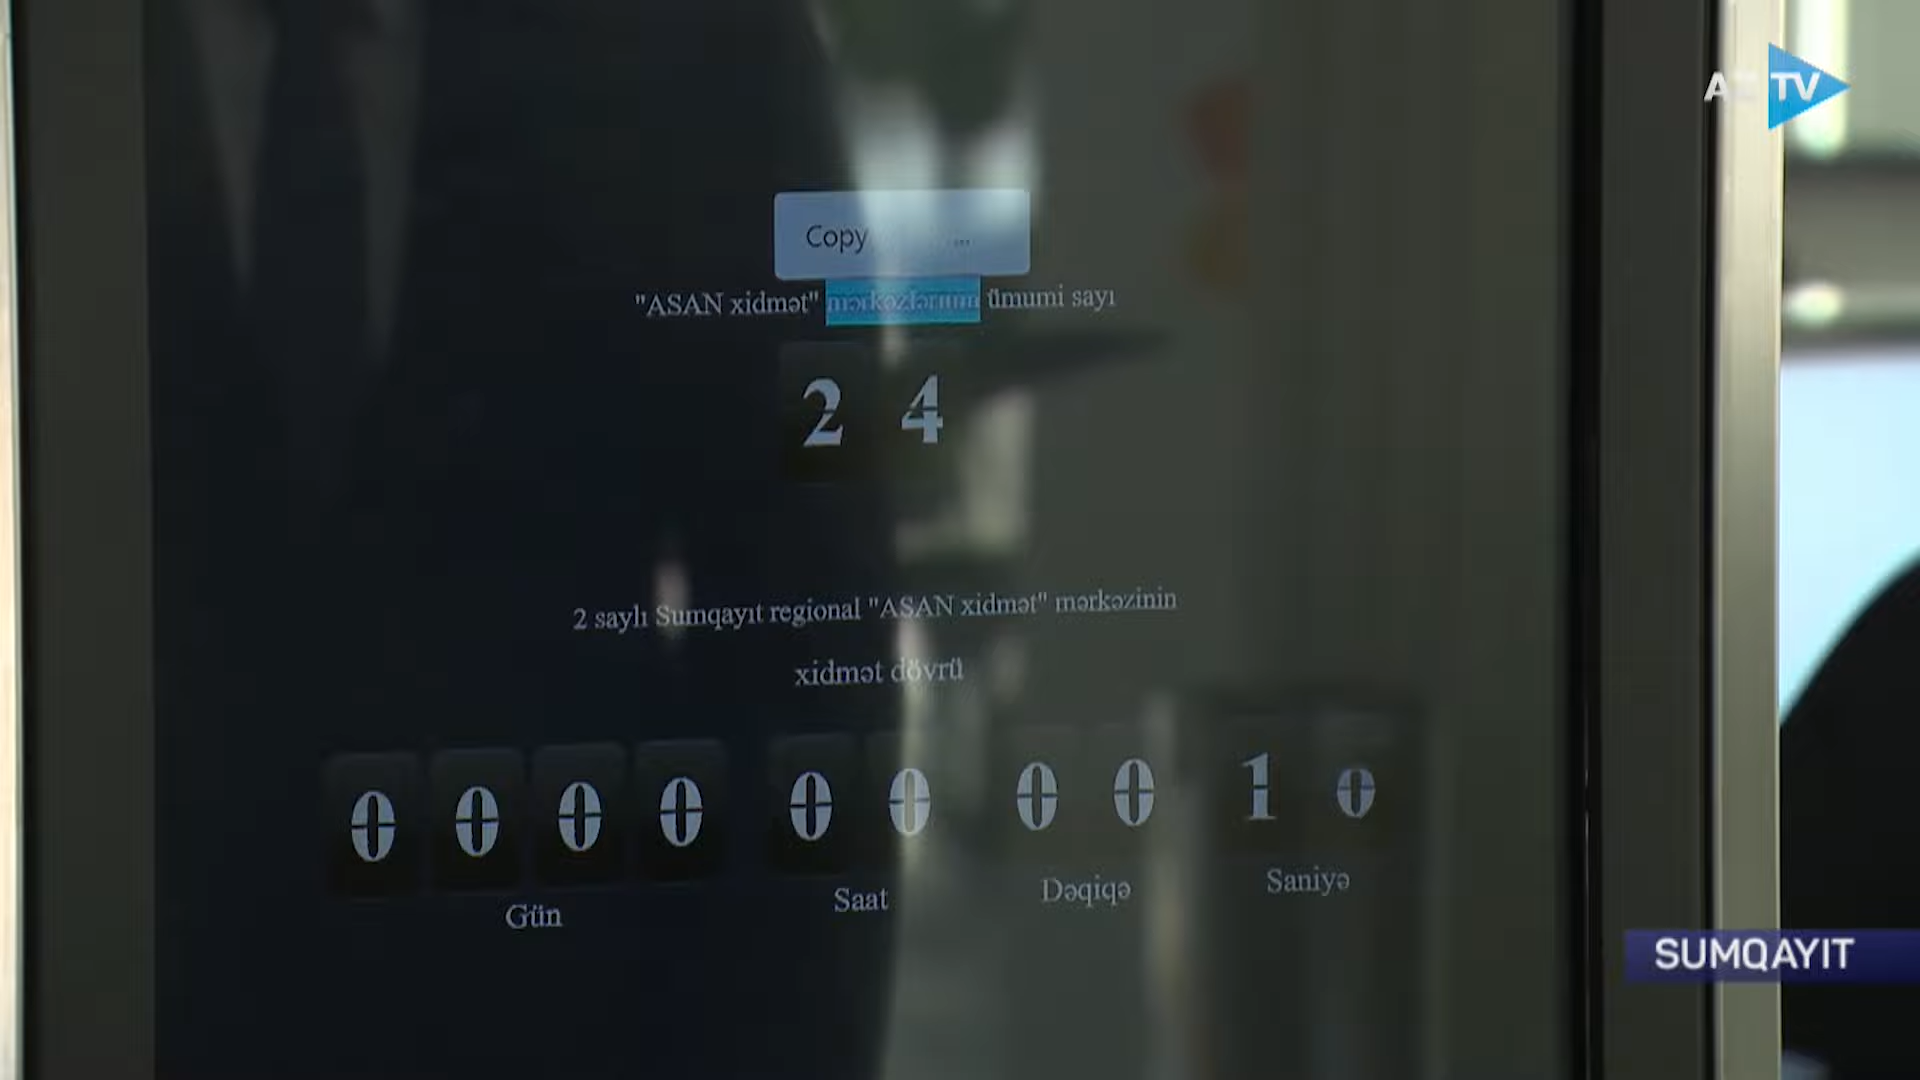 AZTV
Copy
"ASAN xidmət" mərkəzlərinin ümumi sayı
2 4
2 saylı Sumqayıt regional "ASAN xidmət" mərkəzinin
xidmət dövrü
0 0 0 0 0 0 0 0 1 0
Gün Saat Dəqiqə Saniyə
SUMQAYIT